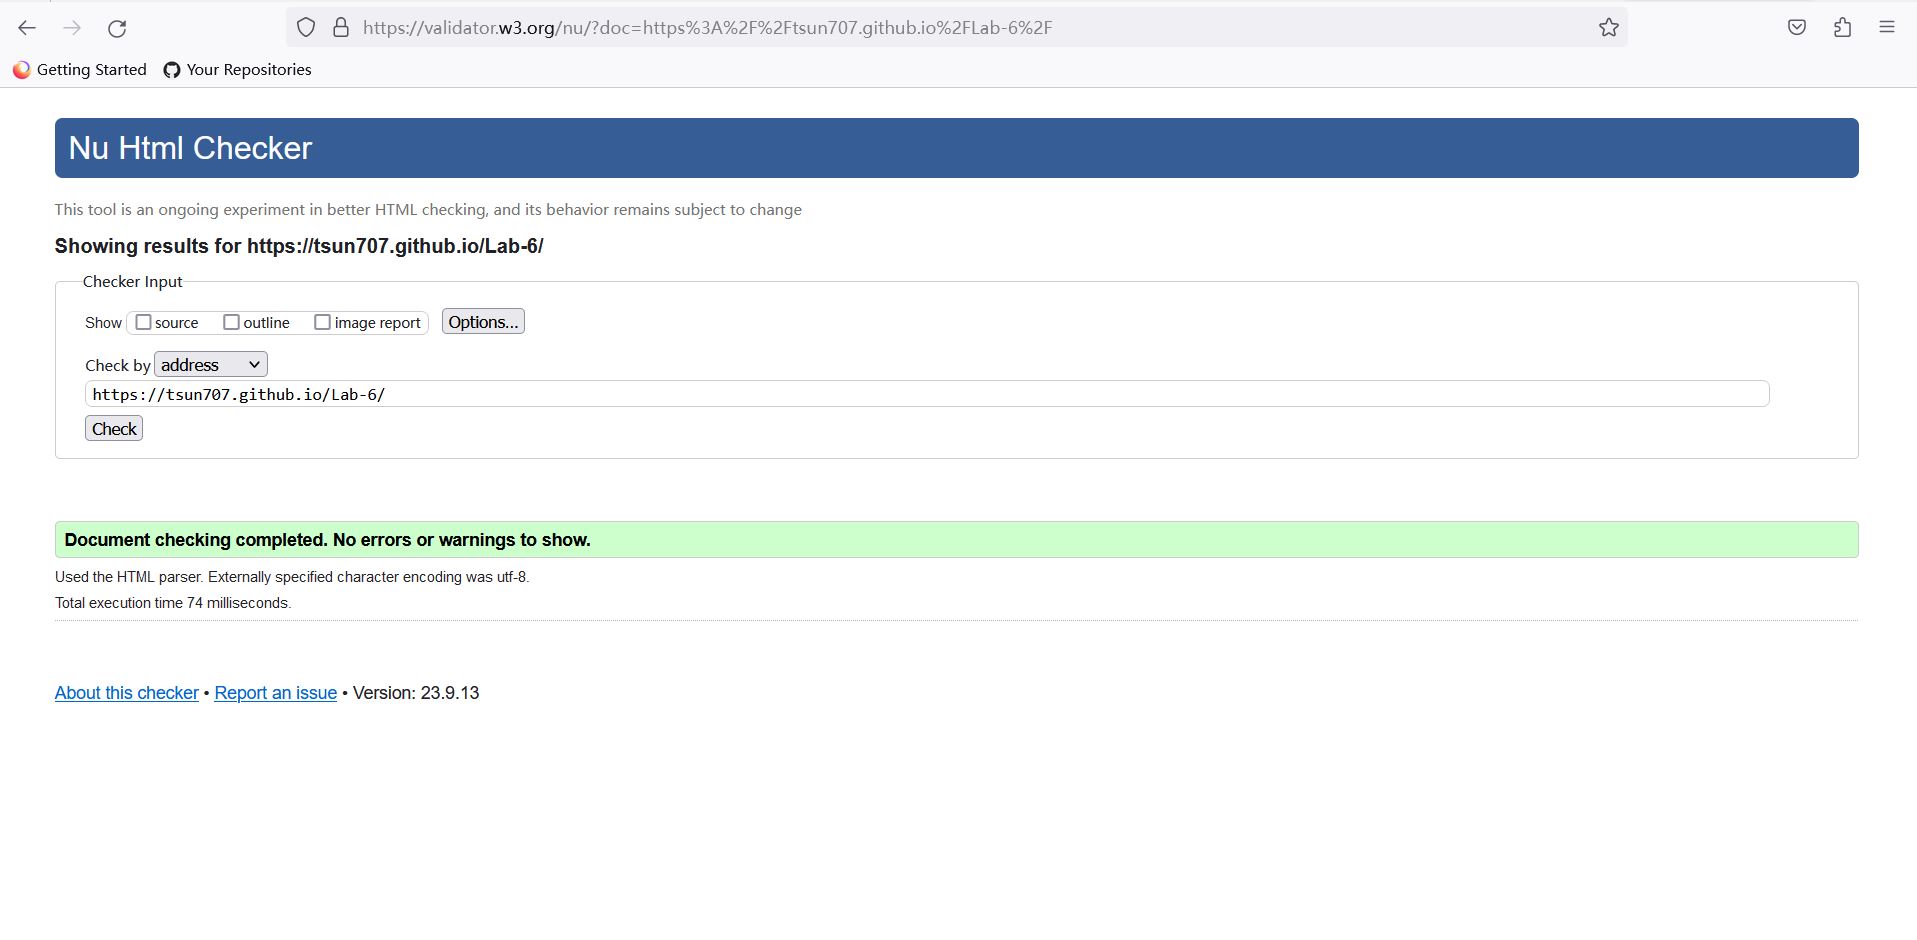 https://validator.w3.org/nu/?doc=https%3A%2F%2Ftsun707.github.io%2FLab-6%2F
Getting Started Your Repositories
Nu Html Checker
This tool is an ongoing experiment in better HTML checking, and its behavior remains subject to change
Showing results for https://tsun707.github.io/Lab-6/
Checker Input
Show source outline image report Options...
Check by address
https://tsun707.github.io/Lab-6/
Check
Document checking completed. No errors or warnings to show.
Used the HTML parser. Externally specified character encoding was utf-8.
Total execution time 74 milliseconds.
About this checker • Report an issue • Version: 23.9.13